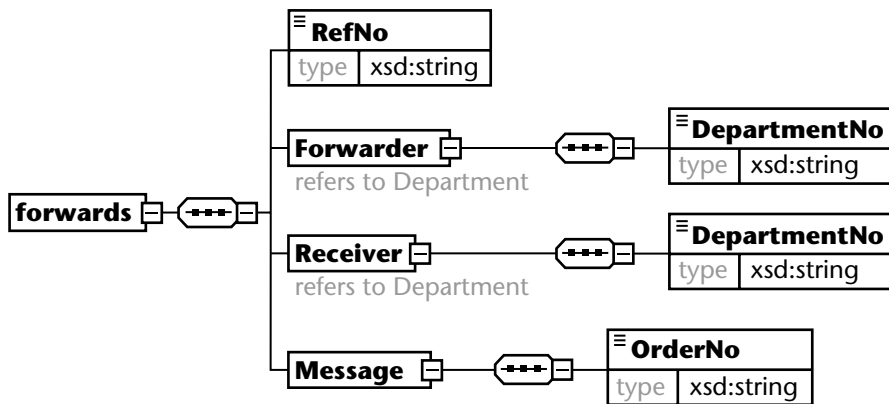 RefNo
type xsd:string
DepartmentNo
Forwarder
type xsd:string
refers to Department
forwards
DepartmentNo
Receiver
type xsd:string
refers to Department
OrderNo
Message
type xsd:string